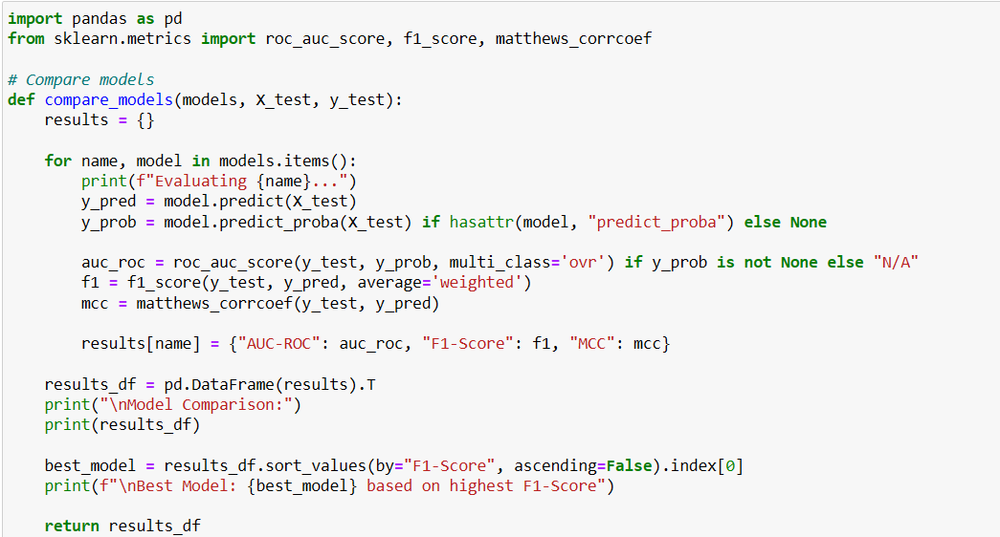 import pandas as pd
from sklearn.metrics import roc_auc_score, f1_score, matthews_corrcoef
# Compare models
def compare_models(models, X_test, y_test):
    results = {}
    for name, model in models.items():
        print(f"Evaluating {name}...")
        y_pred = model.predict(X_test)
        y_prob = model.predict_proba(X_test) if hasattr(model, "predict_proba") else None
        auc_roc = roc_auc_score(y_test, y_prob, multi_class='ovr') if y_prob is not None else "N/A"
        f1 = f1_score(y_test, y_pred, average='weighted')
        mcc = matthews_corrcoef(y_test, y_pred)
        results[name] = {"AUC-ROC": auc_roc, "F1-Score": f1, "MCC": mcc}
    results_df = pd.DataFrame(results).T
    print("\nModel Comparison:")
    print(results_df)
    best_model = results_df.sort_values(by="F1-Score", ascending=False).index[0]
    print(f"\nBest Model: {best_model} based on highest F1-Score")
    return results_df